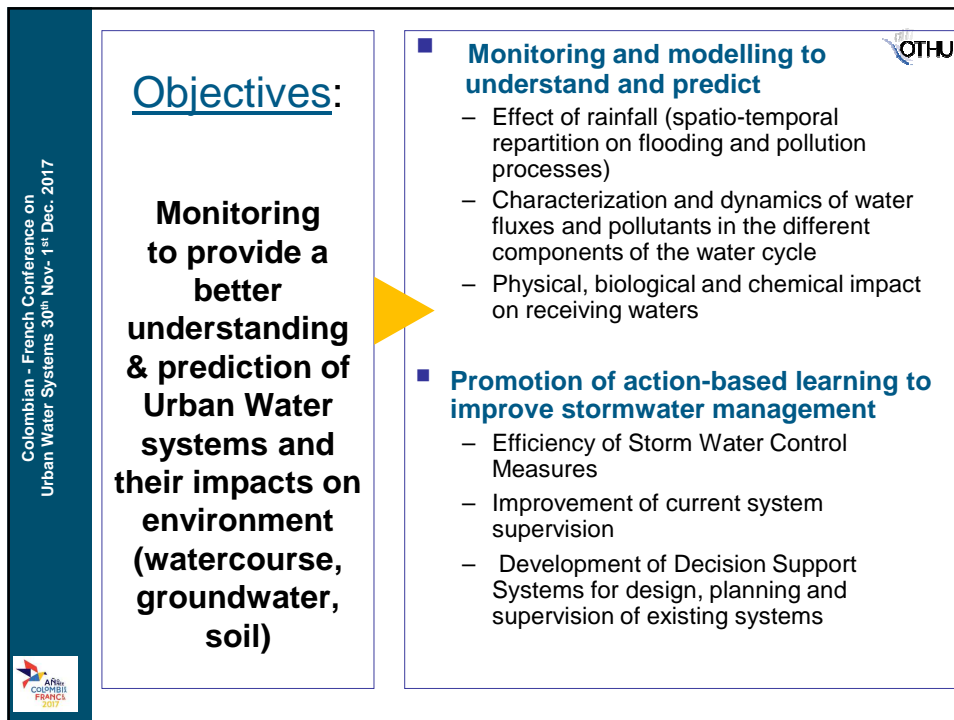 Colombian - French Conference on
Urban Water Systems 30th Nov- 1st Dec. 2017
Objectives:
Monitoring
to provide a
better
understanding
& prediction of
Urban Water
systems and
their impacts on
environment
(watercourse,
groundwater,
soil)
OTHU
▪ Monitoring and modelling to
understand and predict
– Effect of rainfall (spatio-temporal
repartition on flooding and pollution
processes)
– Characterization and dynamics of water
fluxes and pollutants in the different
components of the water cycle
– Physical, biological and chemical impact
on receiving waters
▪ Promotion of action-based learning to
improve stormwater management
– Efficiency of Storm Water Control
Measures
– Improvement of current system
supervision
– Development of Decision Support
Systems for design, planning and
supervision of existing systems
COLOMBIE
FRANCE
2017